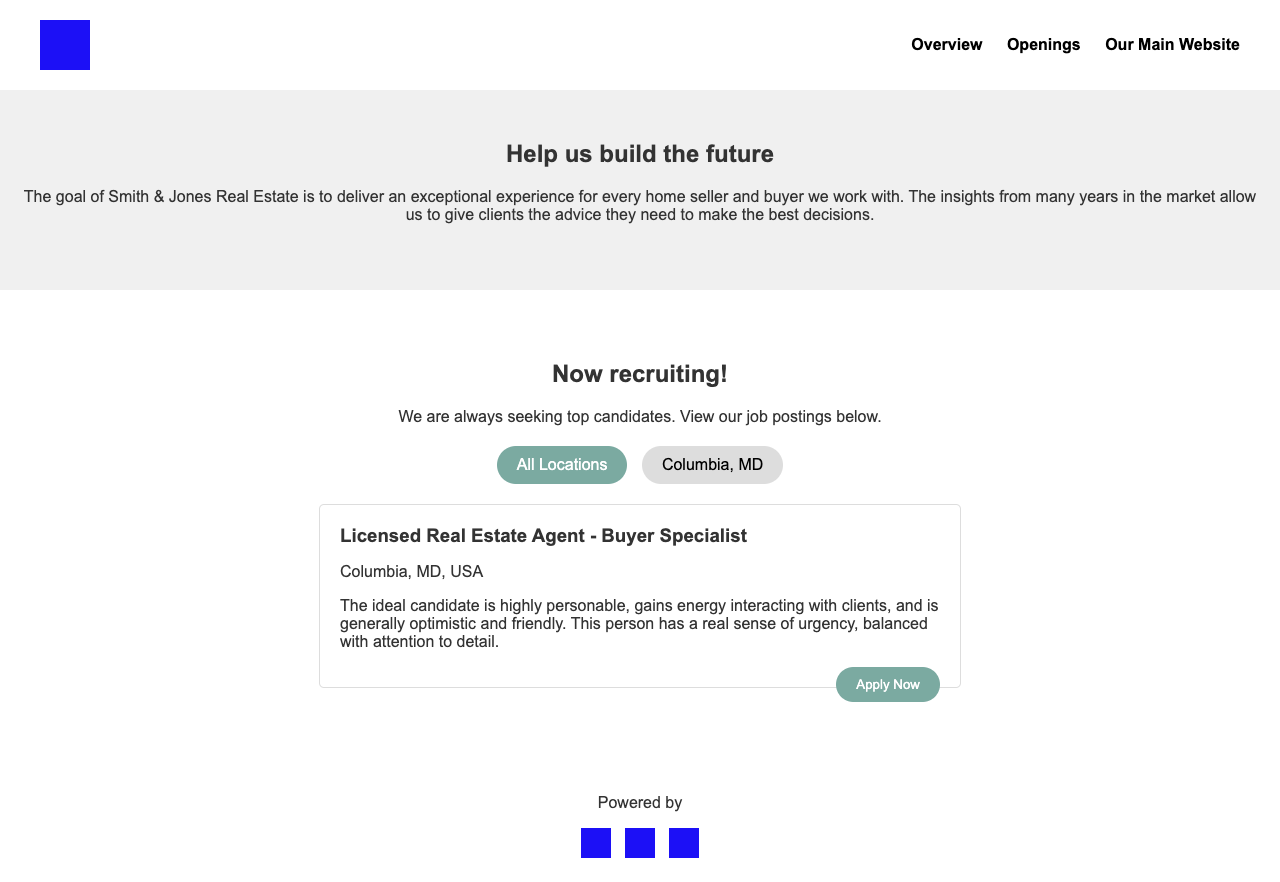 Overview Openings Our Main Website
Help us build the future
The goal of Smith & Jones Real Estate is to deliver an exceptional experience for every home seller and buyer we work with. The insights from many years in the market allow
us to give clients the advice they need to make the best decisions.
Now recruiting!
We are always seeking top candidates. View our job postings below.
All Locations Columbia, MD
Licensed Real Estate Agent - Buyer Specialist
Columbia, MD, USA
The ideal candidate is highly personable, gains energy interacting with clients, and is
generally optimistic and friendly. This person has a real sense of urgency, balanced
with attention to detail.
Apply Now
Powered by